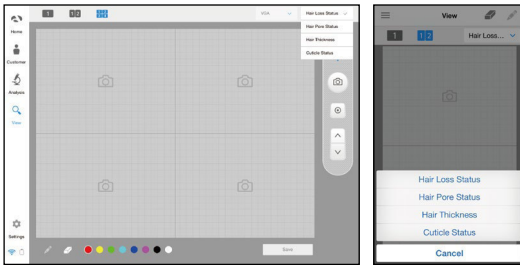 1
1 2
VOA
Hair Loss Status
Hair Pore Status
Hair Thickness
Cuticle Status
Home
Customer
Analysis
View
Settings
Save
View
1
1 2
Hair Loss...
Hair Loss Status
Hair Pore Status
Hair Thickness
Cuticle Status
Cancel